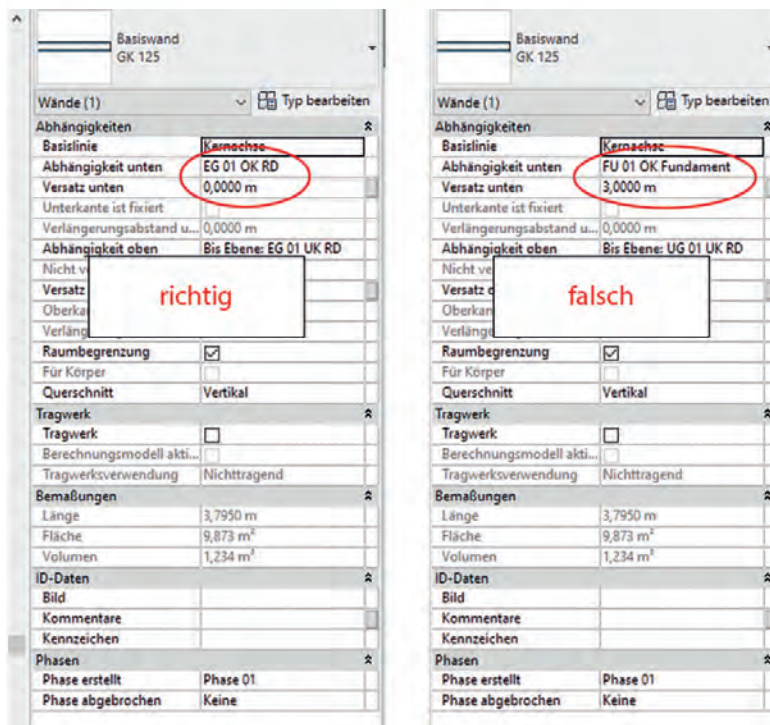 Basiswand
GK 125
Wände (1)
Typ bearbeiten
Abhängigkeiten
Basislinie Kernachse
Abhängigkeit unten EG 01 OK RD
Versatz unten 0,0000 m
Unterkante ist fixiert
Verlängerungsabstand u... 0,0000 m
Abhängigkeit oben Bis Ebene: EG 01 UK RD
Nicht
Versatz
richtig
Raumbegrenzung
Für Körper
Querschnitt Vertikal
Tragwerk
Tragwerk
Berechnungsmodell akti...
Tragwerksverwendung Nichttragend
Bemaßungen
Länge 3,7950 m
Fläche 9,873 m²
Volumen 1,234 m³
ID-Daten
Bild
Kommentare
Kennzeichen
Phasen
Phase erstellt Phase 01
Phase abgebrochen Keine
Basiswand
GK 125
Wände (1)
Typ bearbeiten
Abhängigkeiten
Basislinie Kernachse
Abhängigkeit unten FU 01 OK Fundament
Versatz unten 3,0000 m
Unterkante ist fixiert
Verlängerungsabstand u... 0,0000 m
Abhängigkeit oben Bis Ebene: UG 01 UK RD
Nicht
Versatz
falsch
Raumbegrenzung
Für Körper
Querschnitt Vertikal
Tragwerk
Tragwerk
Berechnungsmodell akti...
Tragwerksverwendung Nichttragend
Bemaßungen
Länge 3,7950 m
Fläche 9,873 m²
Volumen 1,234 m³
ID-Daten
Bild
Kommentare
Kennzeichen
Phasen
Phase erstellt Phase 01
Phase abgebrochen Keine